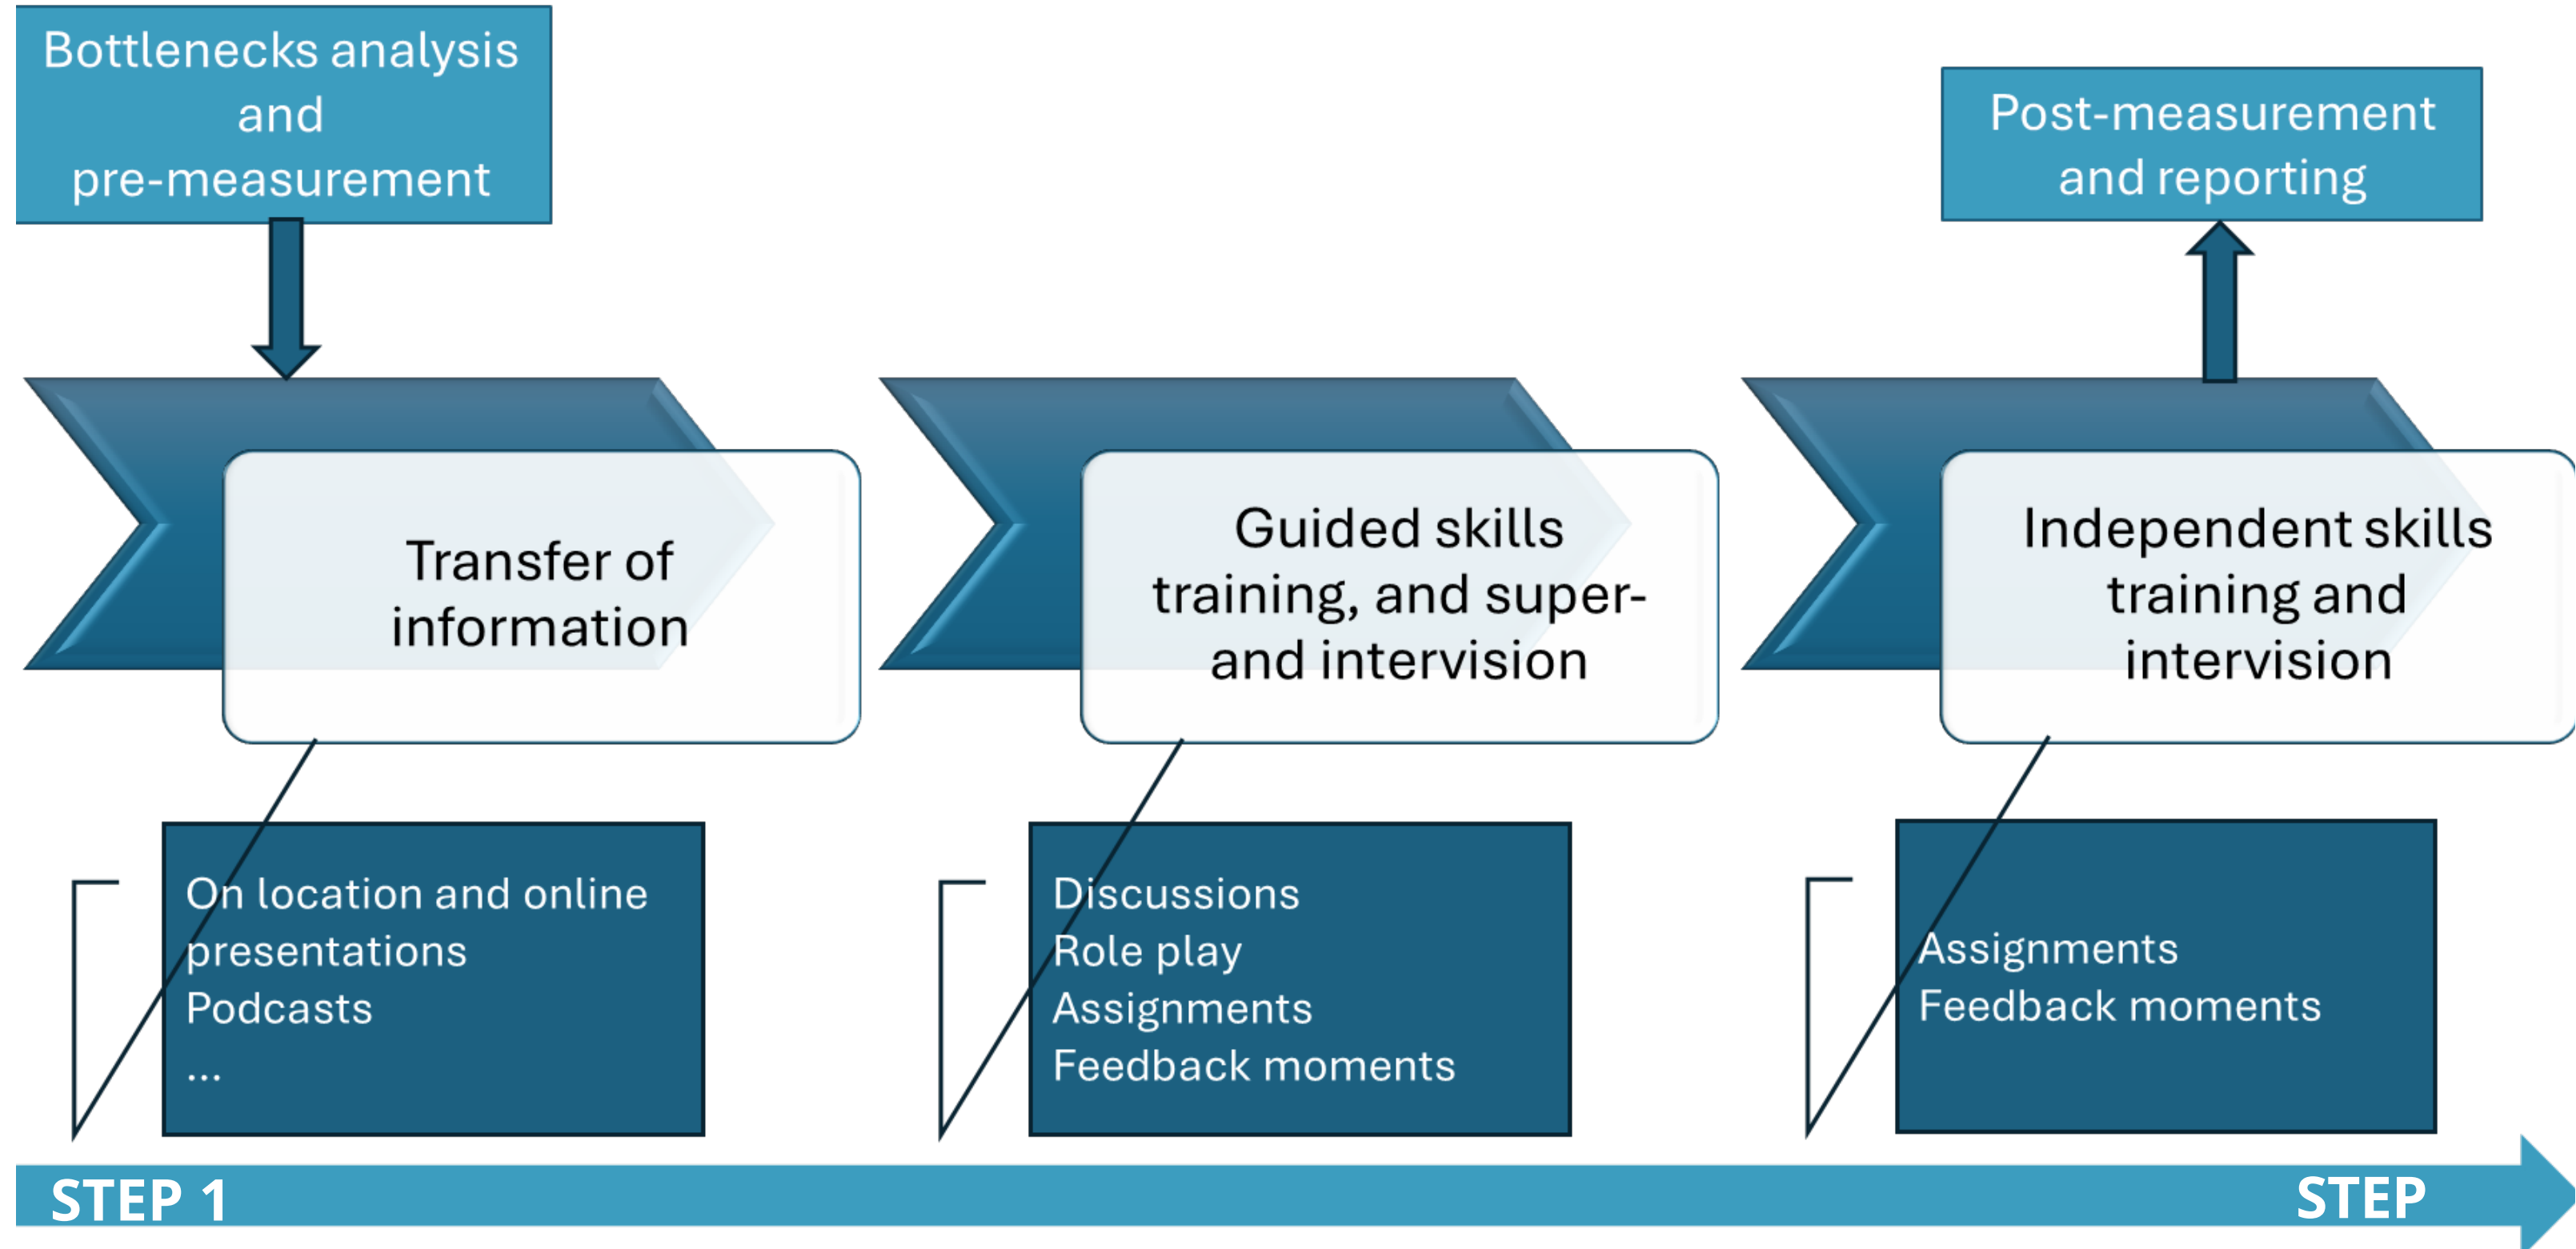 Bottlenecks analysis
and
pre-measurement
Post-measurement
and reporting
Transfer of
information
Guided skills
training, and super-
and intervision
Independent skills
training and
intervision
On location and online
presentations
Podcasts
...
Discussions
Role play
Assignments
Feedback moments
Assignments
Feedback moments
STEP 1
STEP